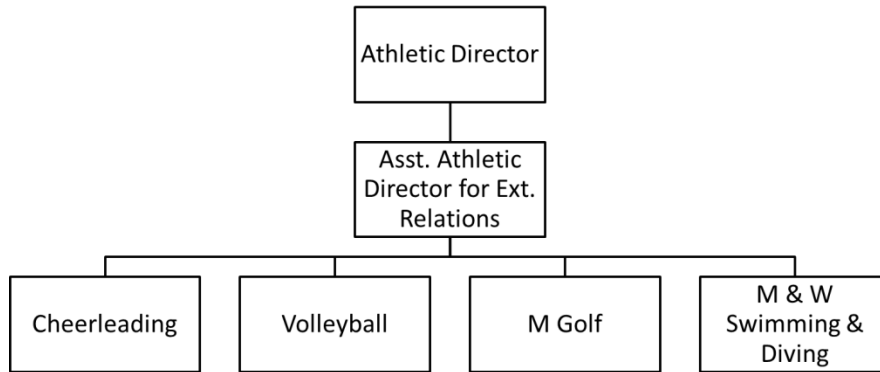 Athletic Director
Asst. Athletic
Director for Ext.
Relations
Cheerleading
Volleyball
M Golf
M & W
Swimming &
Diving